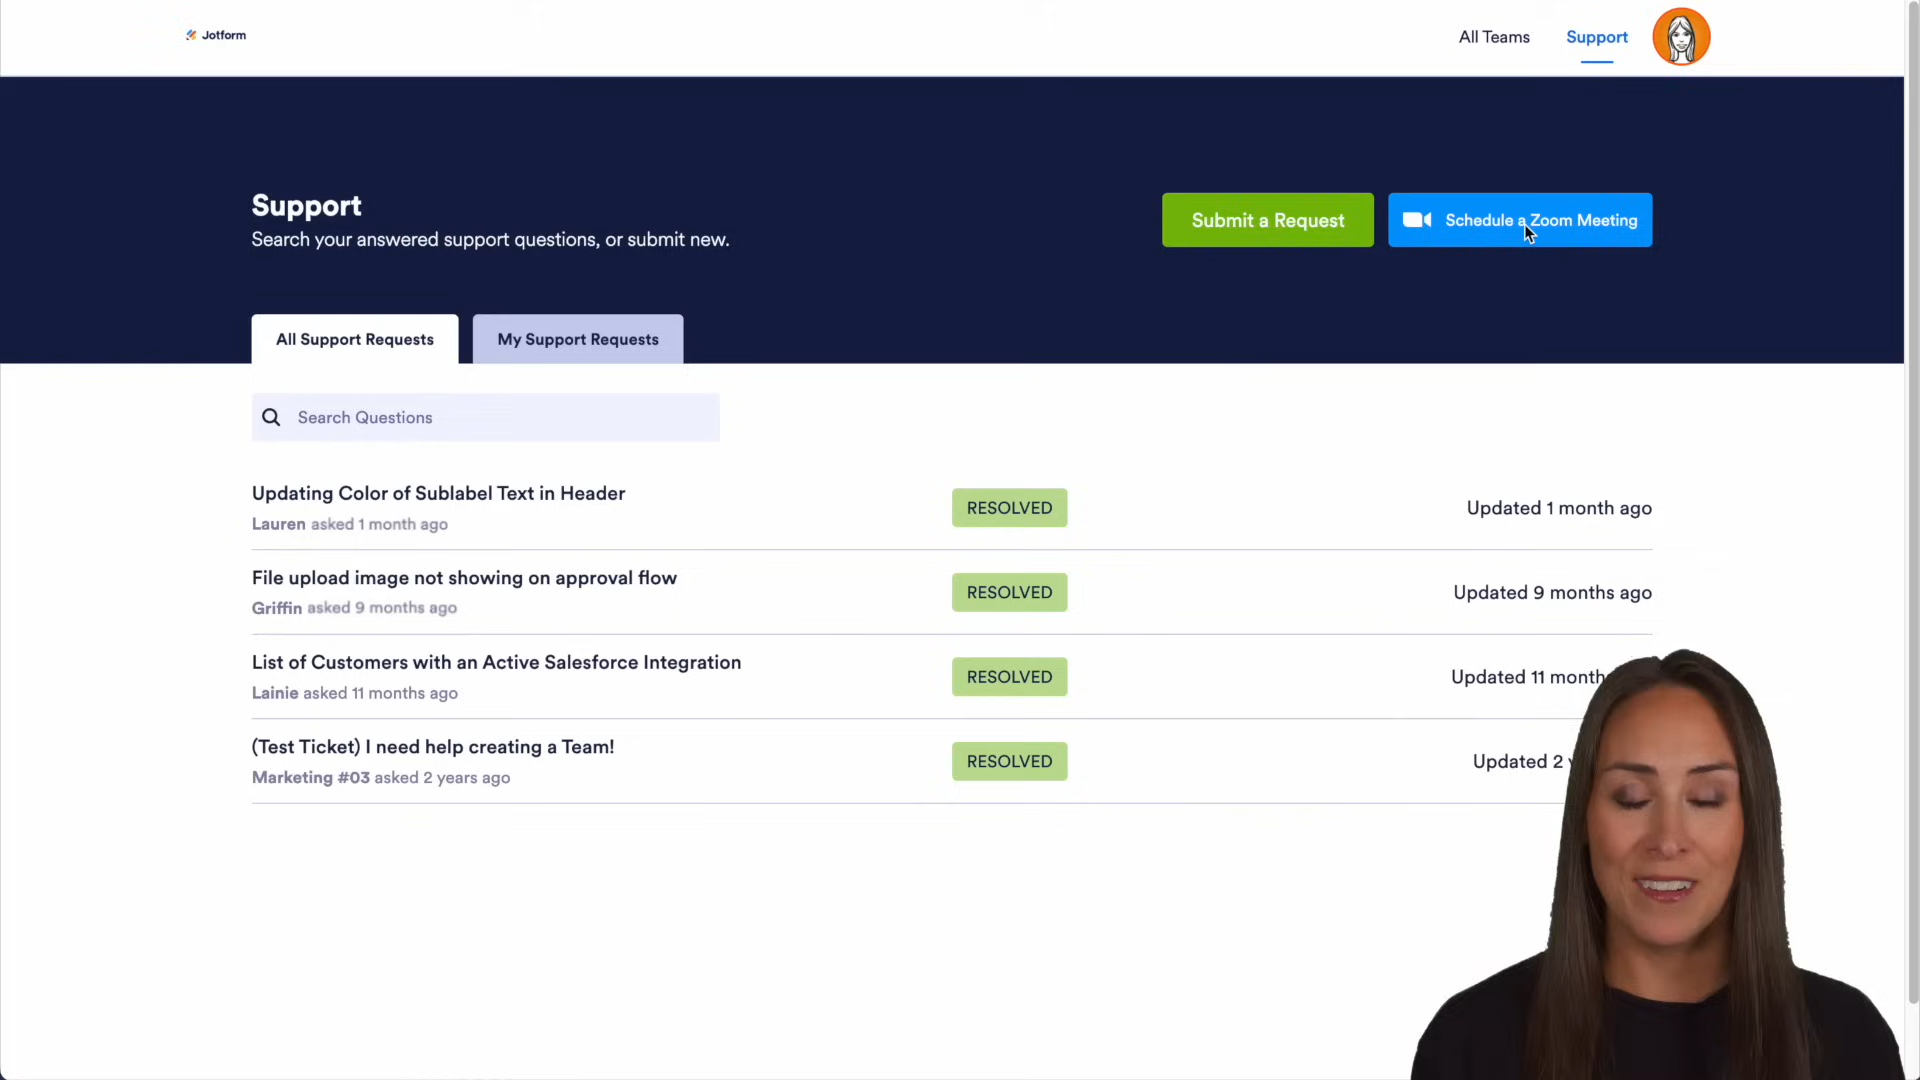 Jotform
All Teams
Support
Support
Search your answered support questions, or submit new.
Submit a Request
Schedule a Zoom Meeting
All Support Requests
My Support Requests
Search Questions
Updating Color of Sublabel Text in Header
Lauren asked 1 month ago
RESOLVED
Updated 1 month ago
File upload image not showing on approval flow
Griffin asked 9 months ago
RESOLVED
Updated 9 months ago
List of Customers with an Active Salesforce Integration
Lainie asked 11 months ago
RESOLVED
Updated 11 month
(Test Ticket) I need help creating a Team!
Marketing #03 asked 2 years ago
RESOLVED
Updated 2